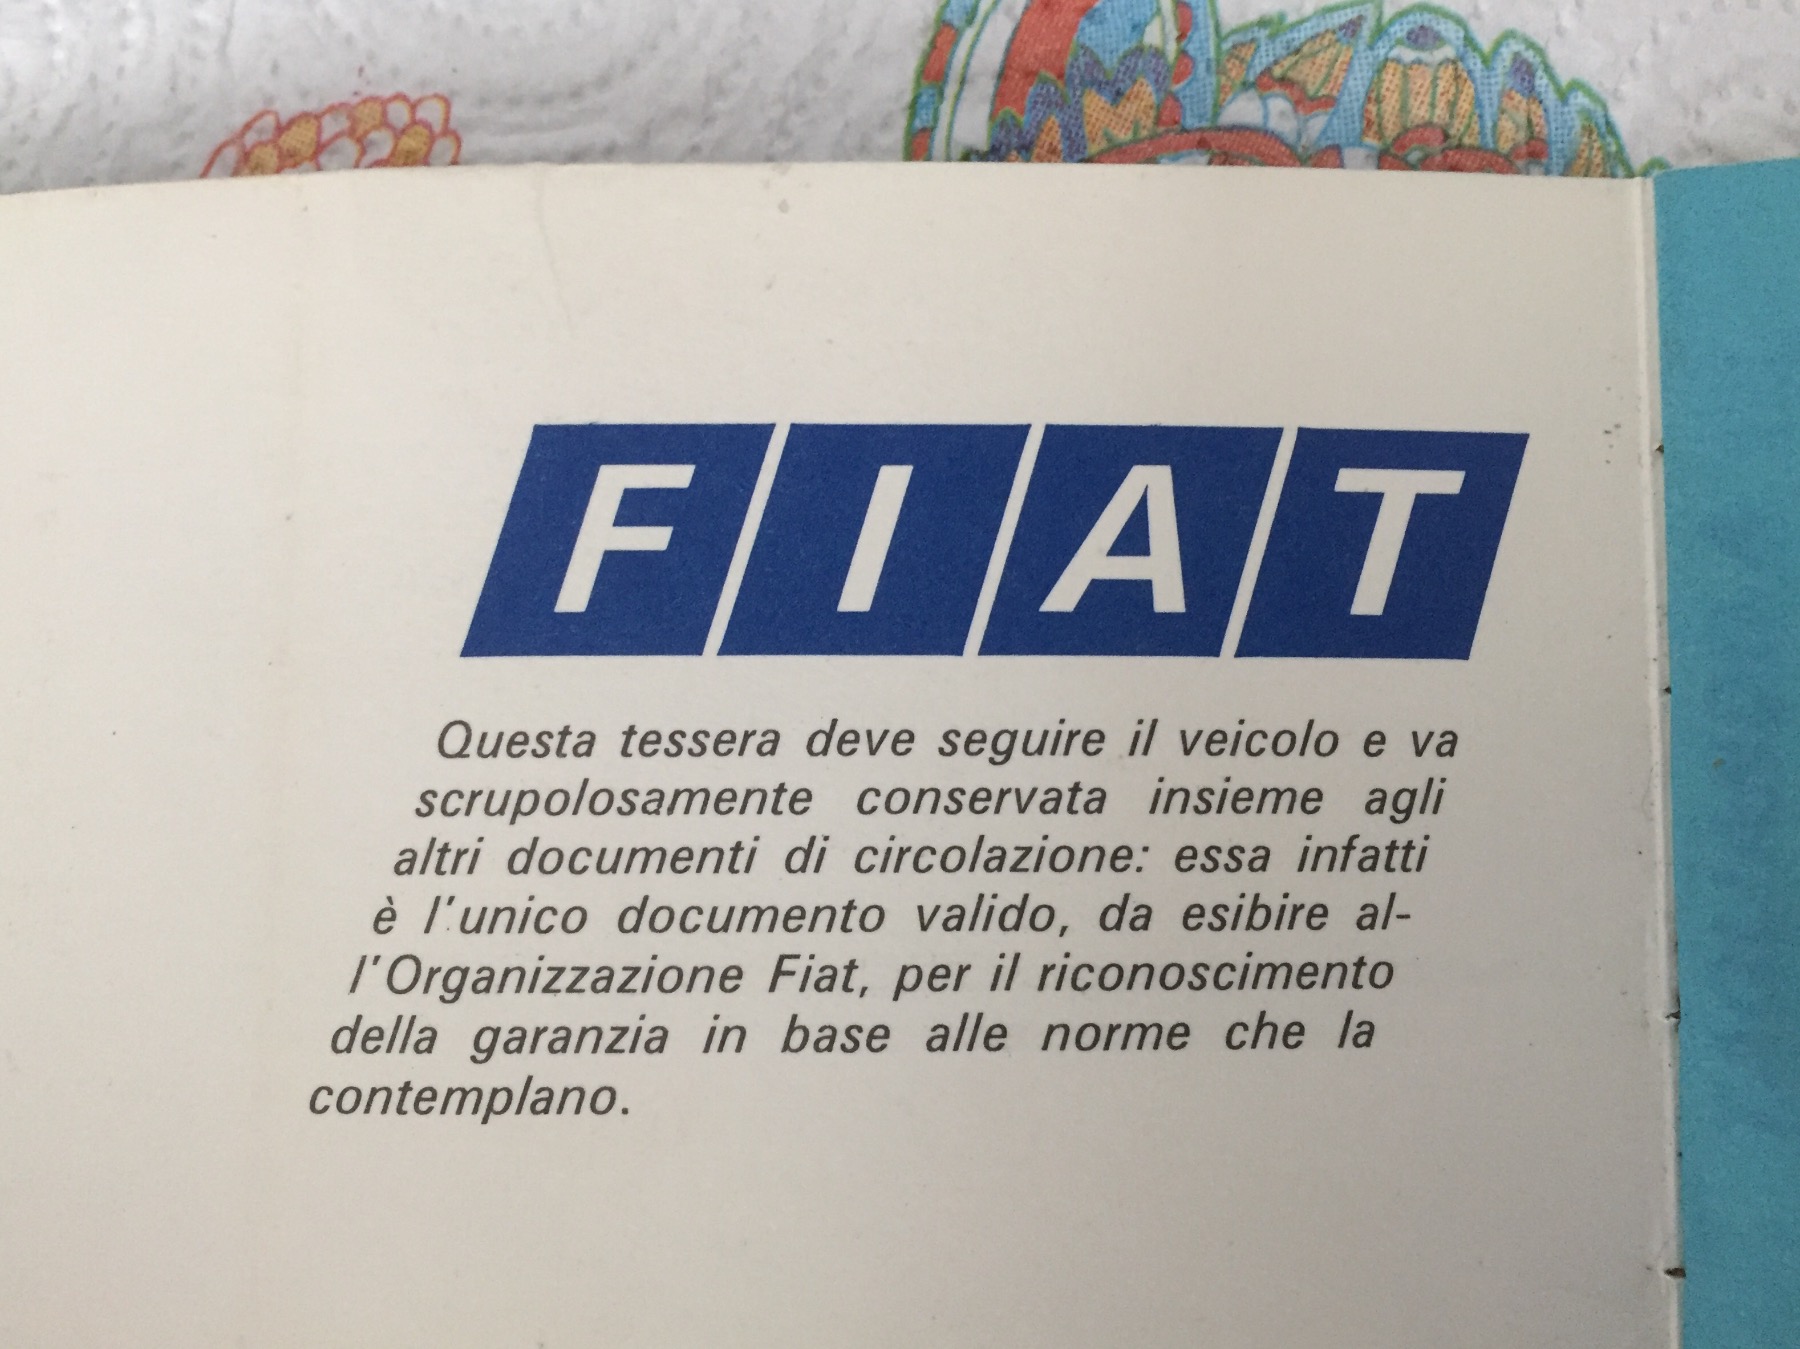 FIAT
Questa tessera deve seguire il veicolo e va
scrupolosamente conservata insieme agli
altri documenti di circolazione: essa infatti
è l'unico documento valido, da esibire al-
l'Organizzazione Fiat, per il riconoscimento
della garanzia in base alle norme che la
contemplano.